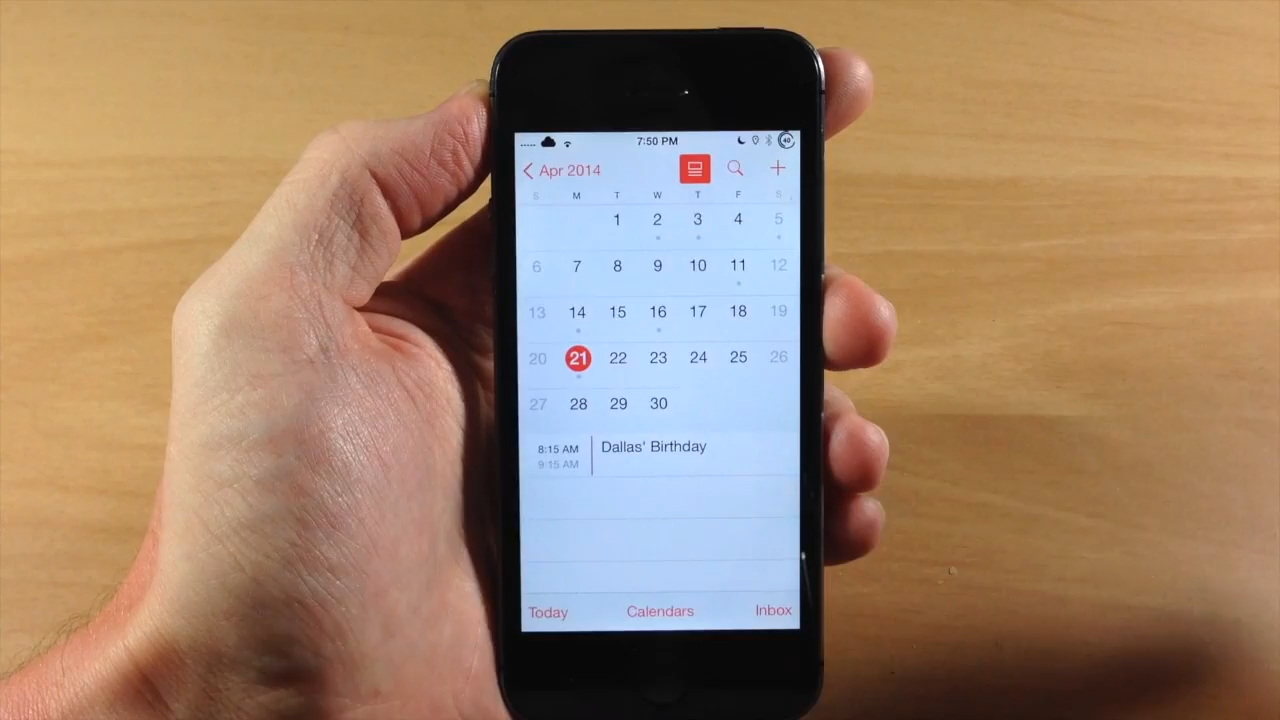 7:50 PM 40
Apr 2014
S M T W T F S
1 2 3 4 5
6 7 8 9 10 11 12
13 14 15 16 17 18 19
20 21 22 23 24 25 26
27 28 29 30
8:15 AM Dallas' Birthday
9:15 AM
Today Calendars Inbox